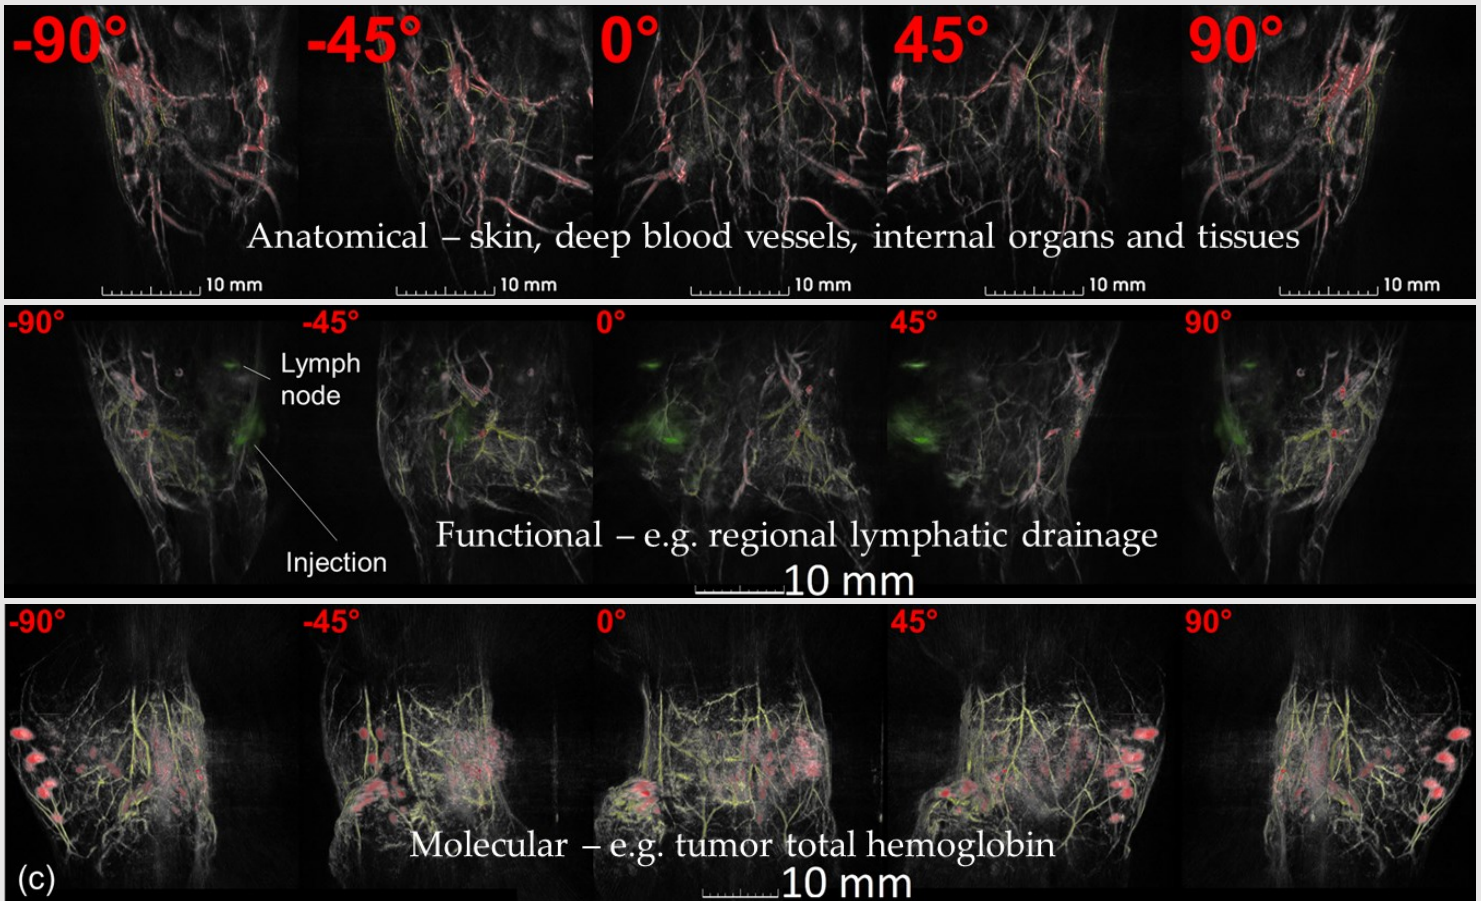 -90° -45° 0° 45° 90°
Anatomical – skin, deep blood vessels, internal organs and tissues
10 mm 10 mm 10 mm 10 mm 10 mm
-90° -45° 0° 45° 90°
Lymph
node
Functional – e.g. regional lymphatic drainage
Injection
10 mm
-90° -45° 0° 45° 90°
Molecular – e.g. tumor total hemoglobin
(c)
10 mm